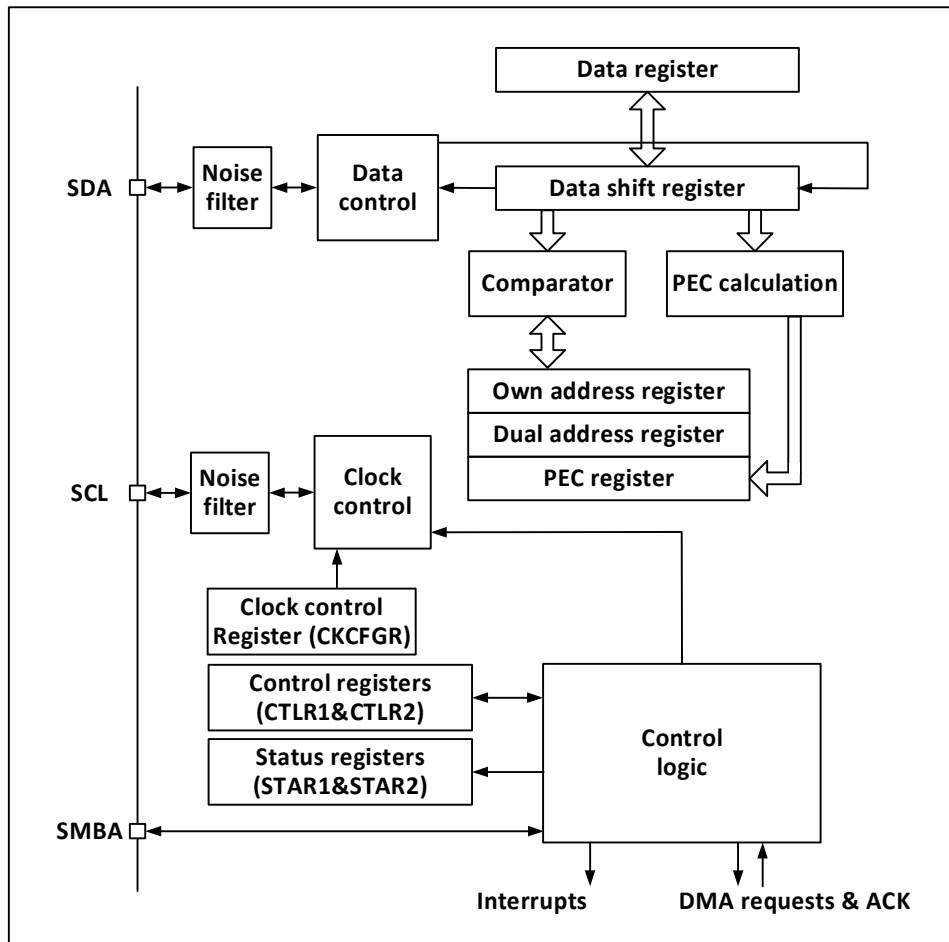 Data register
SDA
Noise
filter
Data
control
Data shift register
Comparator
PEC calculation
Own address register
Dual address register
PEC register
SCL
Noise
filter
Clock
control
Clock control
Register (CKCFGR)
Control registers
(CTLR1&CTLR2)
Status registers
(STAR1&STAR2)
Control
logic
SMBA
Interrupts
DMA requests & ACK